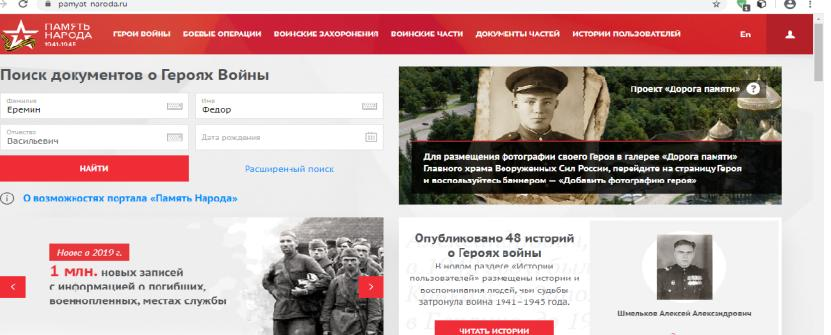 pamyat-naroda.ru
ПАМЯТЬ
НАРОДА
1941-1945
ГЕРОИ ВОЙНЫ
БОЕВЫЕ ОПЕРАЦИИ
ВОИНСКИЕ ЗАХОРОНЕНИЯ
ВОИНСКИЕ ЧАСТИ
ДОКУМЕНТЫ ЧАСТЕЙ
ИСТОРИИ ПОЛЬЗОВАТЕЛЕЙ
En
Поиск документов о Героях Войны
Фамилия
Еремин
Имя
Федор
Отчество
Васильевич
Дата рождения
НАЙТИ
Расширенный поиск
О возможностях портала «Память Народа»
Проект «Дорога памяти» ?
Для размещения фотографии своего Героя в галерее «Дорога памяти»
Главного храма Вооруженных Сил России, перейдите на страницу Героя
и воспользуйтесь баннером — «Добавить фотографию героя»
Новое в 2019 г.
1 млн. новых записей
с информацией о погибших,
военнопленных, местах службы
Опубликовано 48 историй
о Героях войны
В новом разделе «Истории
пользователей» размещены истории и
воспоминания людей, чьи судьбы
затронула война 1941-1945 года.
ЧИТАТЬ ИСТОРИИ
Шмельков Алексей Александрович